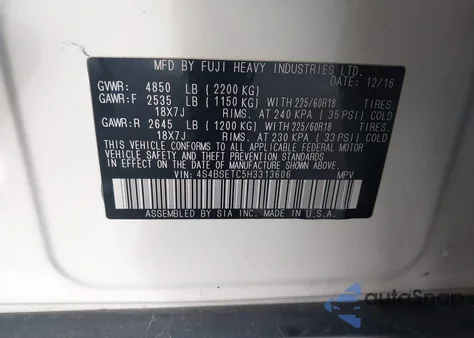 MFD BY FUJI HEAVY INDUSTRIES LTD. DATE: 12/16
GVWR: 4850 LB (2200 KG)
GAWR:F 2535 LB (1150 KG) WITH 225/60R18 TIRES.
18X7J RIMS. AT 240 KPA (35 PSI) COLD
GAWR:R 2645 LB (1200 KG) WITH 225/60R18 TIRES.
18X7J RIMS. AT 230 KPA (33 PSI) COLD
THIS VEHICLE CONFORMS TO ALL APPLICABLE FEDERAL MOTOR
VEHICLE SAFETY AND THEFT PREVENTION STANDARDS
IN EFFECT ON THE DATE OF MANUFACTURE SHOWN ABOVE.
VIN: 4S4BSETC5H3313606 MPV
ASSEMBLED BY SIA INC. MADE IN U.S.A.
autoSnap